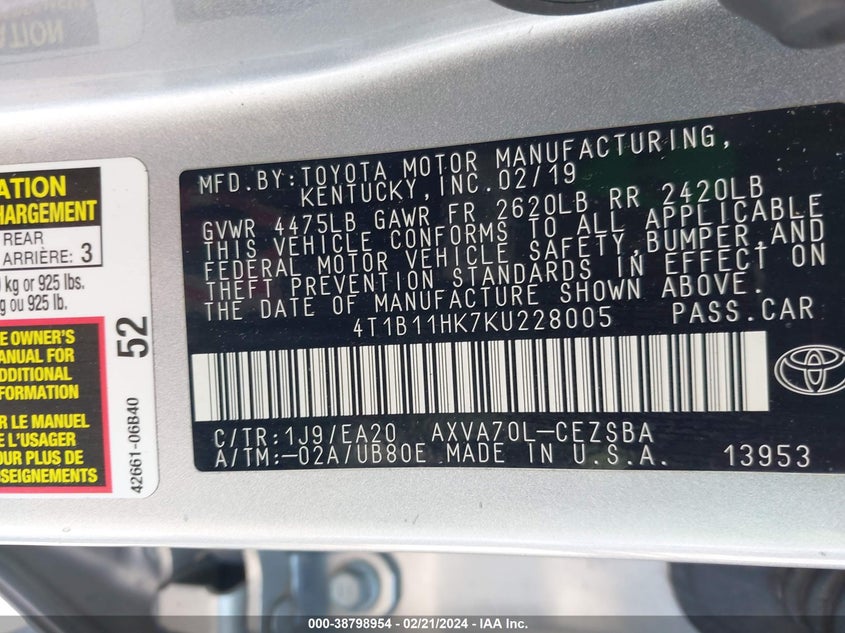 MFD.BY:TOYOTA MOTOR MANUFACTURING,
KENTUCKY,INC.02/19
GVWR 4475LB GAWR FR 2620LB RR 2420LB
THIS VEHICLE CONFORMS TO ALL APPLICABLE
FEDERAL MOTOR VEHICLE SAFETY,BUMPER,AND
THEFT PREVENTION STANDARDS IN EFFECT ON
THE DATE OF MANUFACTURE SHOWN ABOVE.
4T1B11HK7KU228005 PASS.CAR
C/TR:1J9/EA20 AXVA70L-CEZSBA
A/TM:-02A/UB80E MADE IN U.S.A. 13953
ATION
HARGEMENT
REAR
ARRIÈRE: 3
kg or 925 lbs.
g ou 925 lb.
E OWNER'S
ANUAL FOR
DDITIONAL
FORMATION
R LE MANUEL
L'USAGER
POUR PLUS DE
SEIGNEMENTS
52
42661-06B40
000-38798954 - 02/21/2024 - IAA Inc.